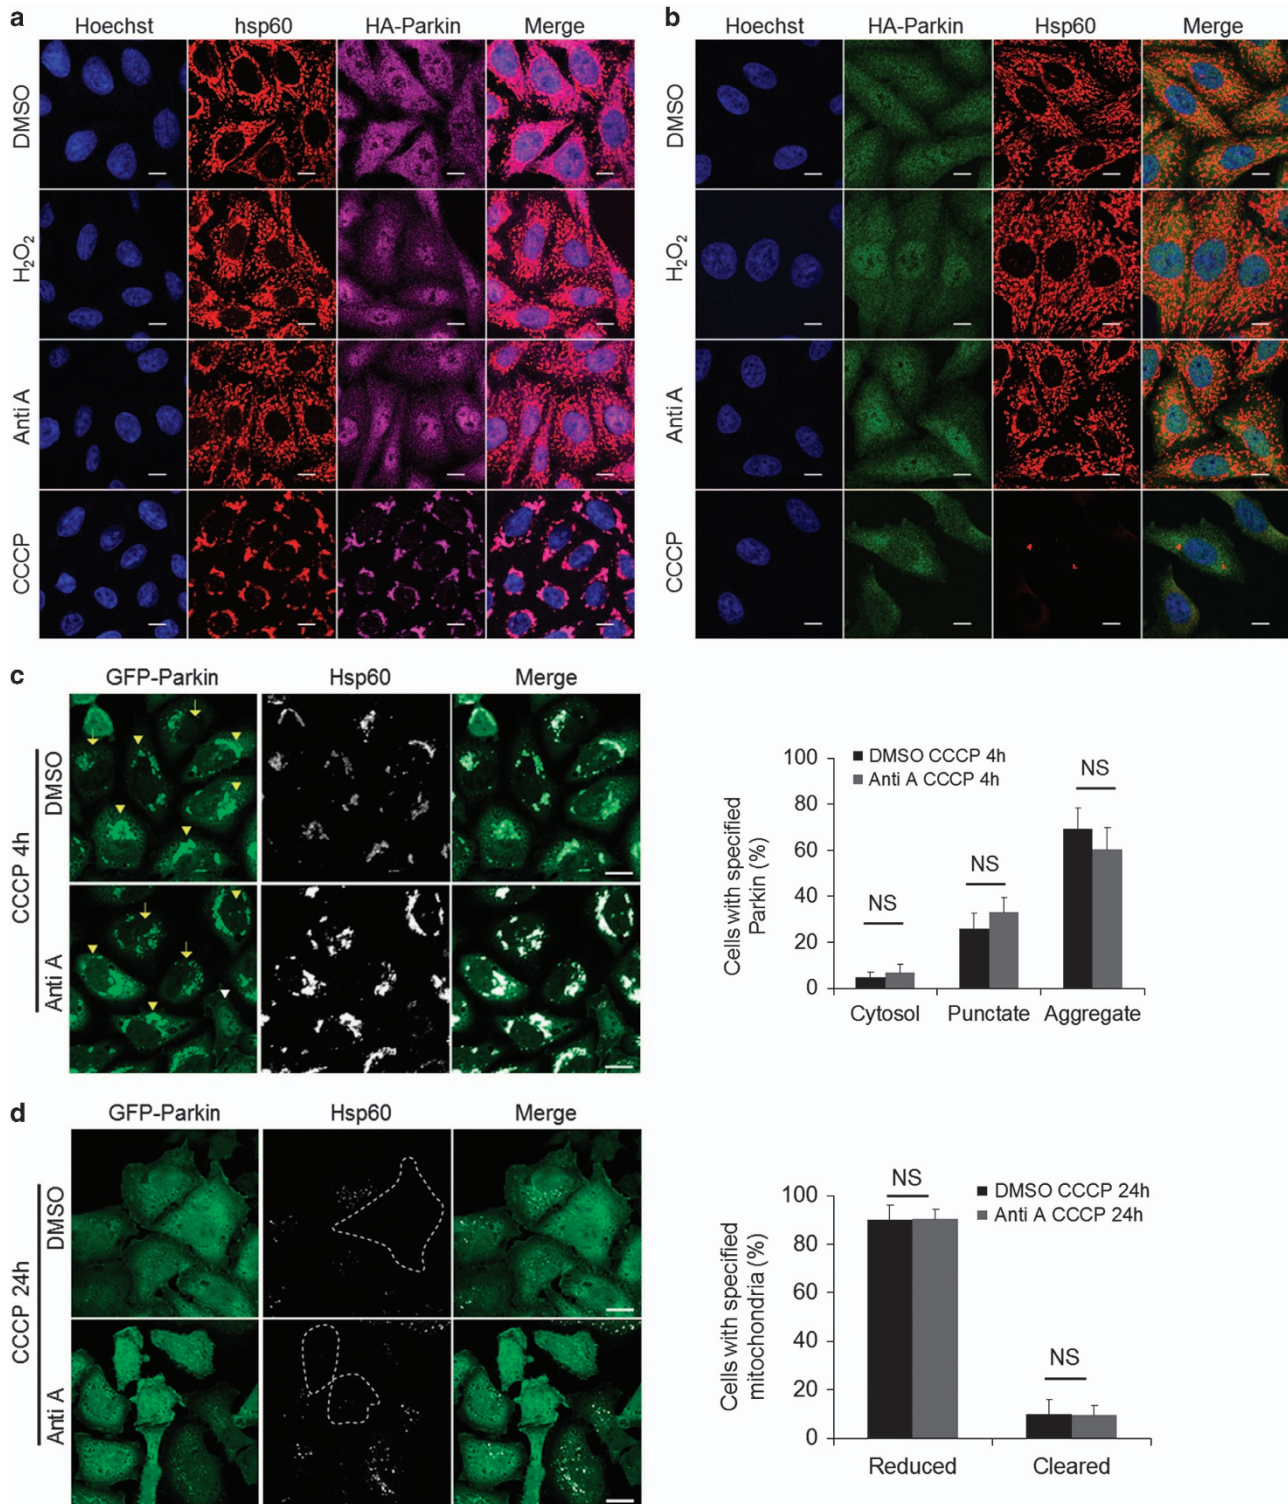 a
Hoechst hsp60 HA-Parkin Merge
DMSO
H₂O₂
Anti A
CCCP
b
Hoechst HA-Parkin Hsp60 Merge
DMSO
H₂O₂
Anti A
CCCP
c
GFP-Parkin Hsp60 Merge
CCCP 4h
DMSO
Anti A
Cells with specified
Parkin (%)
100
80
60
40
20
0
DMSO CCCP 4h
Anti A CCCP 4h
NS
NS
NS
Cytosol Punctate Aggregate
d
GFP-Parkin Hsp60 Merge
CCCP 24h
DMSO
Anti A
Cells with specified
mitochondria (%)
100
80
60
40
20
0
NS
DMSO CCCP 24h
Anti A CCCP 24h
NS
Reduced Cleared